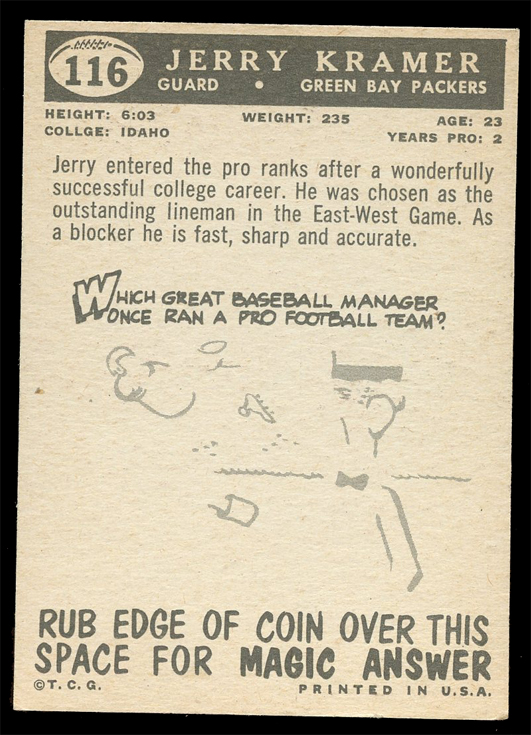 116
JERRY KRAMER
GUARD • GREEN BAY PACKERS
HEIGHT: 6:03 WEIGHT: 235 AGE: 23
COLLGE: IDAHO YEARS PRO: 2
Jerry entered the pro ranks after a wonderfully
successful college career. He was chosen as the
outstanding lineman in the East-West Game. As
a blocker he is fast, sharp and accurate.
WHICH GREAT BASEBALL MANAGER
ONCE RAN A PRO FOOTBALL TEAM?
RUB EDGE OF COIN OVER THIS
SPACE FOR MAGIC ANSWER
©T.C.G. PRINTED IN U.S.A.